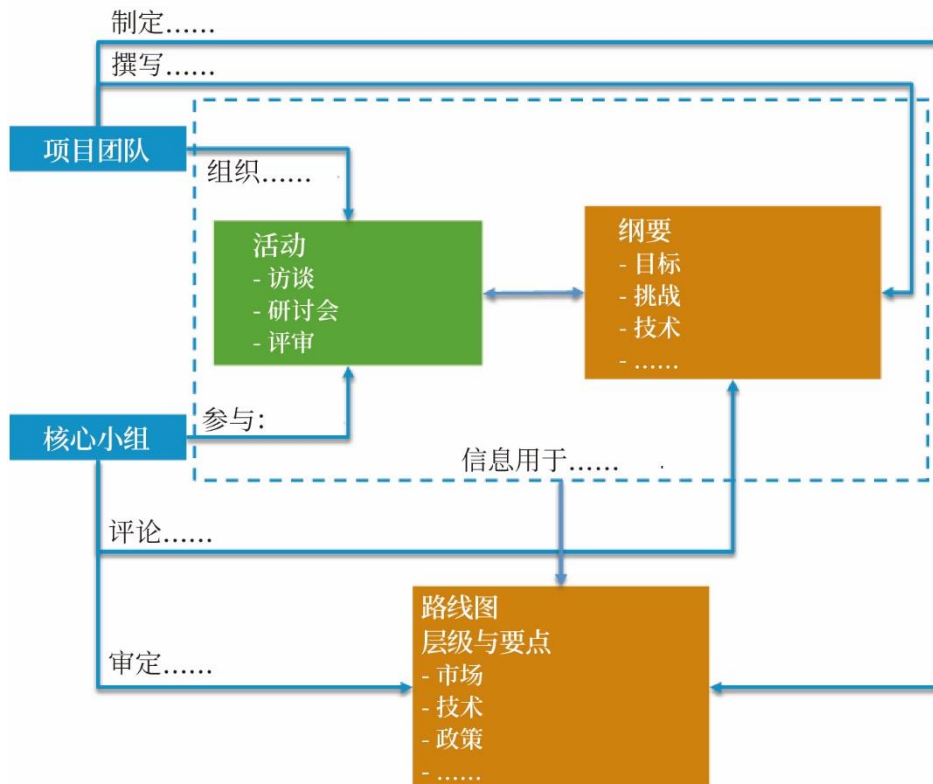 制定……
撰写……
项目团队
组织……
活动
- 访谈
- 研讨会
- 评审
纲要
- 目标
- 挑战
- 技术
- ……
参与：
核心小组
信息用于……
评论……
路线图
层级与要点
- 市场
- 技术
- 政策
- ……
审定……